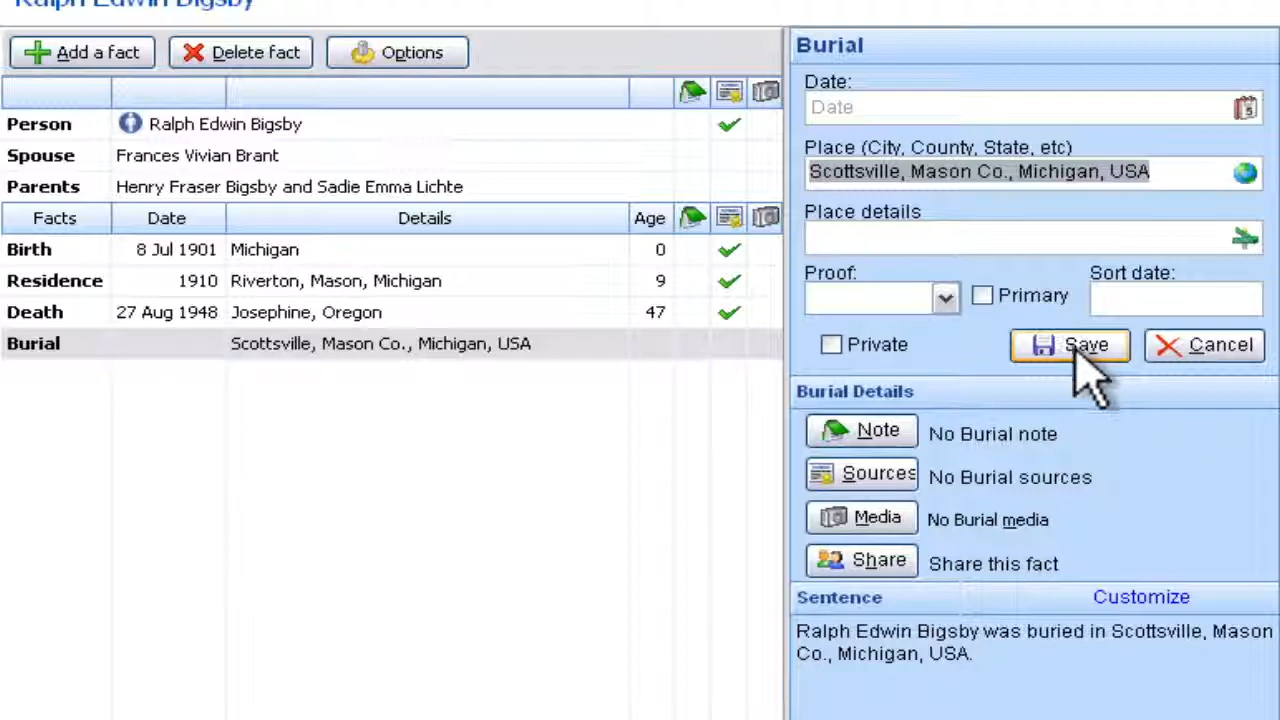 Ralph Edwin Bigsby
Add a fact Delete fact Options
Person Ralph Edwin Bigsby
Spouse Frances Vivian Brant
Parents Henry Fraser Bigsby and Sadie Emma Lichte
Facts Date Details Age
Birth 8 Jul 1901 Michigan 0
Residence 1910 Riverton, Mason, Michigan 9
Death 27 Aug 1948 Josephine, Oregon 47
Burial Scottsville, Mason Co., Michigan, USA
Burial
Date:
Date
5
Place (City, County, State, etc)
Scottsville, Mason Co., Michigan, USA
Place details
Proof: Sort date:
Primary
Private Save Cancel
Burial Details
Note No Burial note
Sources No Burial sources
Media No Burial media
Share Share this fact
Sentence Customize
Ralph Edwin Bigsby was buried in Scottsville, Mason
Co., Michigan, USA.